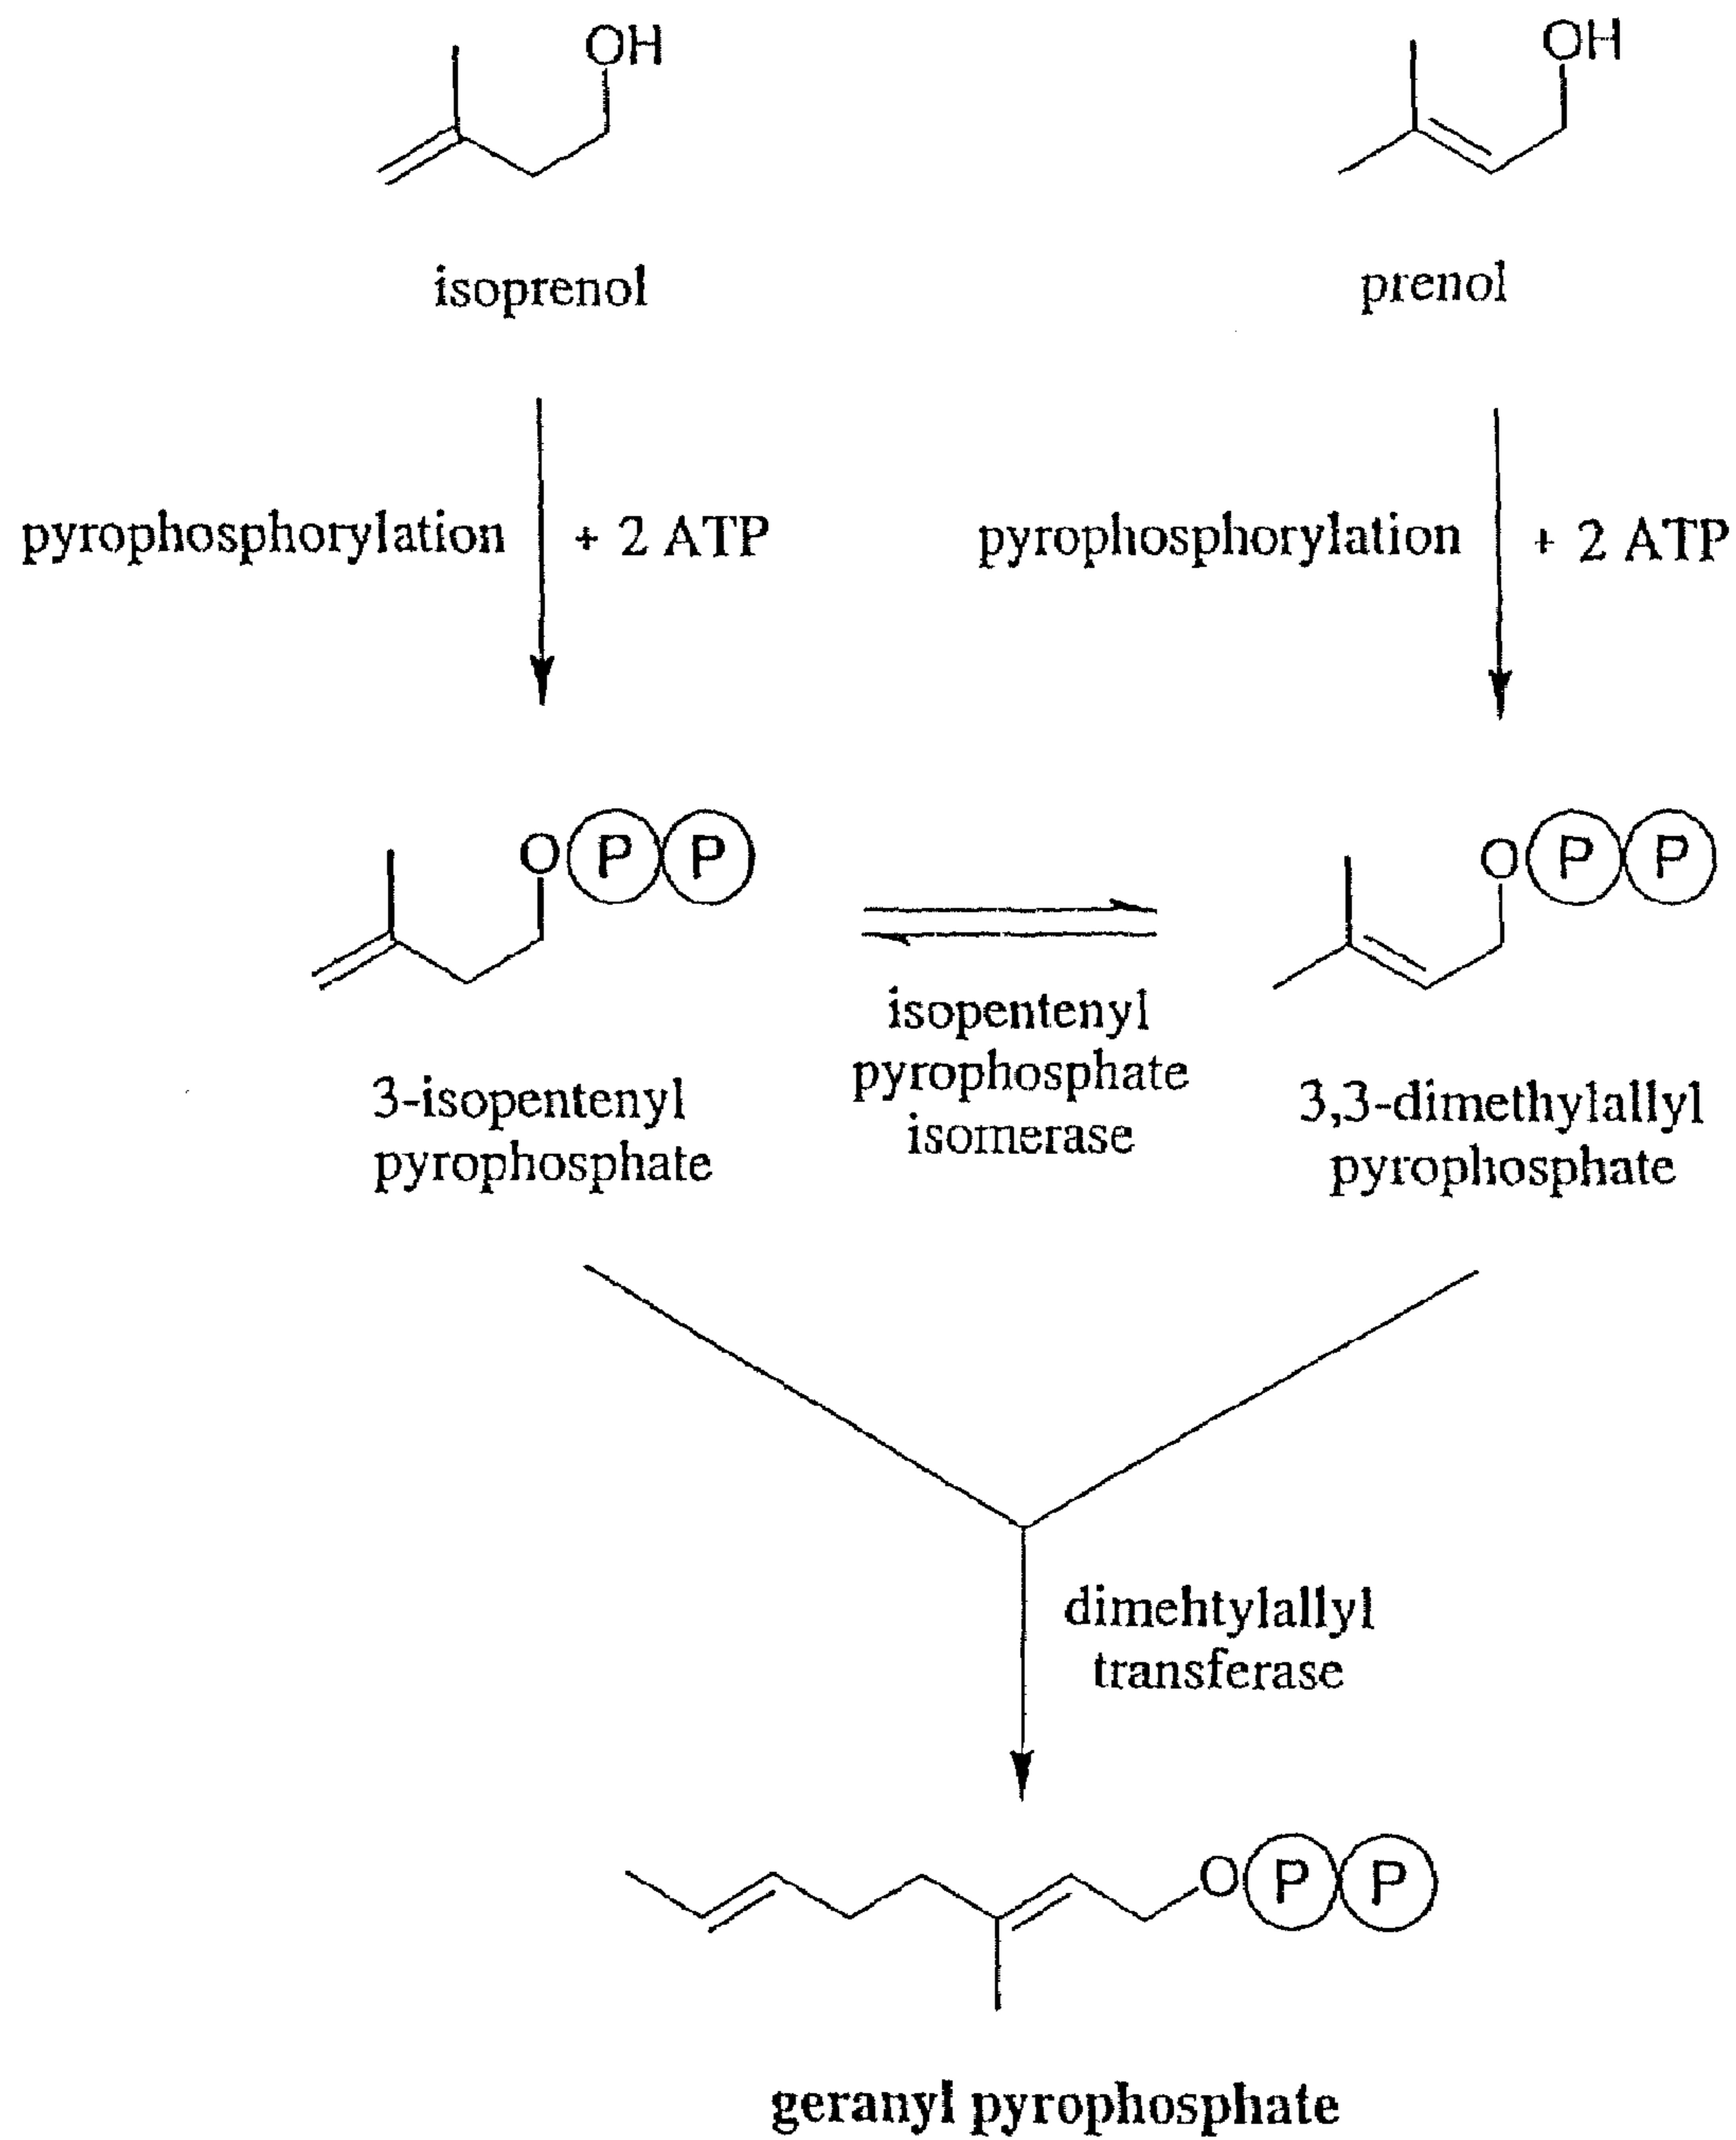 OH
OH
isoprenol
prenol
pyrophosphorylation
+ 2 ATP
pyrophosphorylation
+ 2 ATP
O P P
O P P
isopentenyl
pyrophosphate
isomerase
3-isopentenyl
pyrophosphate
3,3-dimethylallyl
pyrophosphate
dimehtylallyl
transferase
O P P
geranyl pyrophosphate